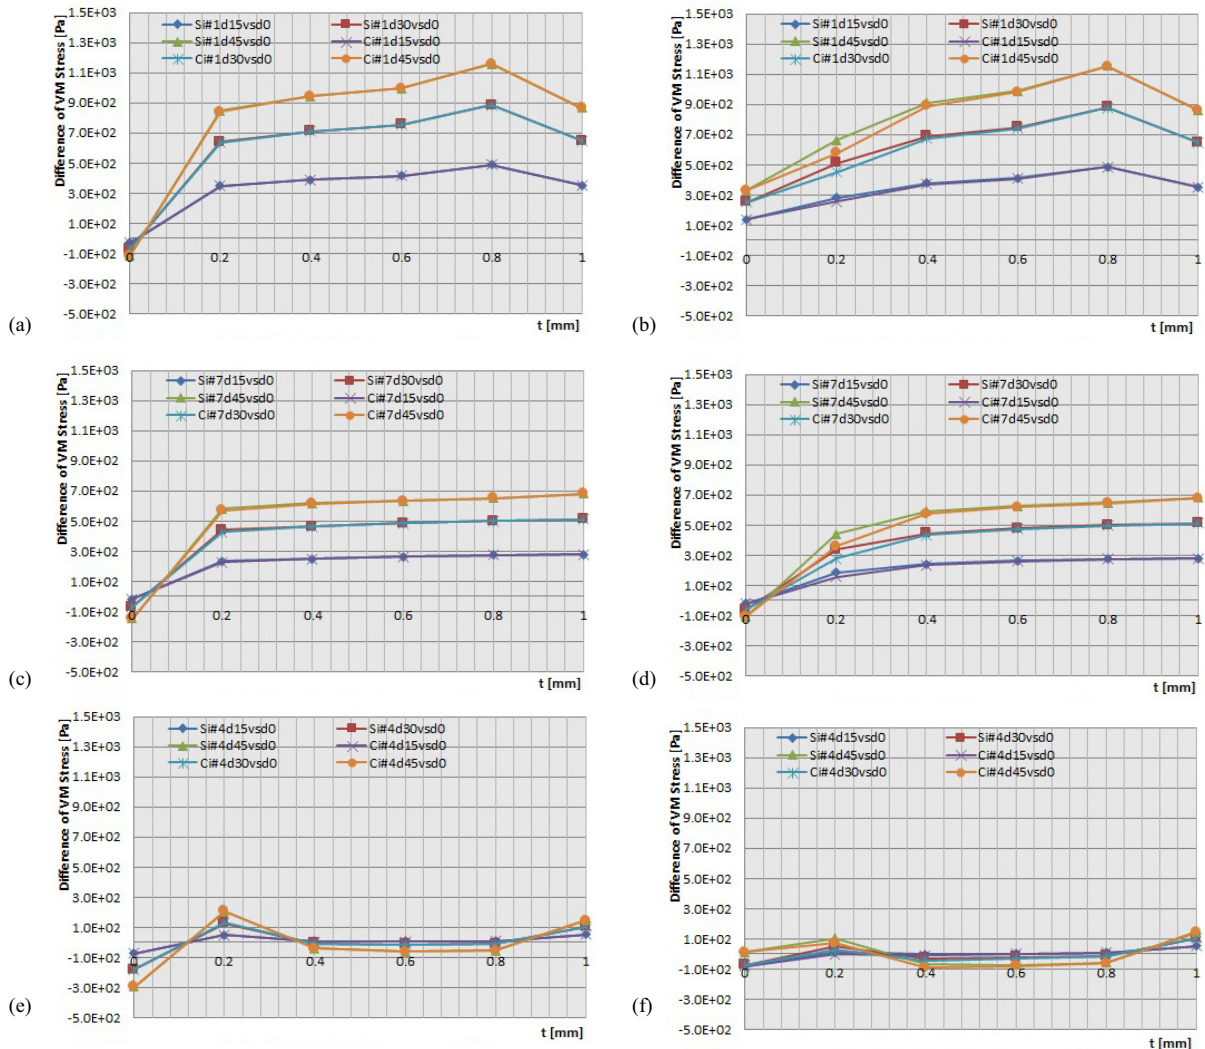 (a)
Difference of VM Stress [Pa]
1.5E+03
1.3E+03
1.1E+03
9.0E+02
7.0E+02
5.0E+02
3.0E+02
1.0E+02
-1.0E+02
-3.0E+02
-5.0E+02
Si#1d15vsd0 Si#1d30vsd0
Si#1d45vsd0 Ci#1d15vsd0
Ci#1d30vsd0 Ci#1d45vsd0
0 0.2 0.4 0.6 0.8 1
t [mm]
(b)
Difference of VM Stress [Pa]
1.5E+03
1.3E+03
1.1E+03
9.0E+02
7.0E+02
5.0E+02
3.0E+02
1.0E+02
-1.0E+02
-3.0E+02
-5.0E+02
Si#1d15vsd0 Si#1d30vsd0
Si#1d45vsd0 Ci#1d15vsd0
Ci#1d30vsd0 Ci#1d45vsd0
0 0.2 0.4 0.6 0.8 1
t [mm]
(c)
Difference of VM Stress [Pa]
1.5E+03
1.3E+03
1.1E+03
9.0E+02
7.0E+02
5.0E+02
3.0E+02
1.0E+02
-1.0E+02
-3.0E+02
-5.0E+02
Si#7d15vsd0 Si#7d30vsd0
Si#7d45vsd0 Ci#7d15vsd0
Ci#7d30vsd0 Ci#7d45vsd0
0 0.2 0.4 0.6 0.8 1
t [mm]
(d)
Difference of VM Stress [Pa]
1.5E+03
1.3E+03
1.1E+03
9.0E+02
7.0E+02
5.0E+02
3.0E+02
1.0E+02
-1.0E+02
-3.0E+02
-5.0E+02
Si#7d15vsd0 Si#7d30vsd0
Si#7d45vsd0 Ci#7d15vsd0
Ci#7d30vsd0 Ci#7d45vsd0
0 0.2 0.4 0.6 0.8 1
t [mm]
(e)
Difference of VM Stress [Pa]
1.5E+03
1.3E+03
1.1E+03
9.0E+02
7.0E+02
5.0E+02
3.0E+02
1.0E+02
-1.0E+02
-3.0E+02
-5.0E+02
Si#4d15vsd0 Si#4d30vsd0
Si#4d45vsd0 Ci#4d15vsd0
Ci#4d30vsd0 Ci#4d45vsd0
0 0.2 0.4 0.6 0.8 1
t [mm]
(f)
Difference of VM Stress [Pa]
1.5E+03
1.3E+03
1.1E+03
9.0E+02
7.0E+02
5.0E+02
3.0E+02
1.0E+02
-1.0E+02
-3.0E+02
-5.0E+02
Si#4d15vsd0 Si#4d30vsd0
Si#4d45vsd0 Ci#4d15vsd0
Ci#4d30vsd0 Ci#4d45vsd0
0 0.2 0.4 0.6 0.8 1
t [mm]